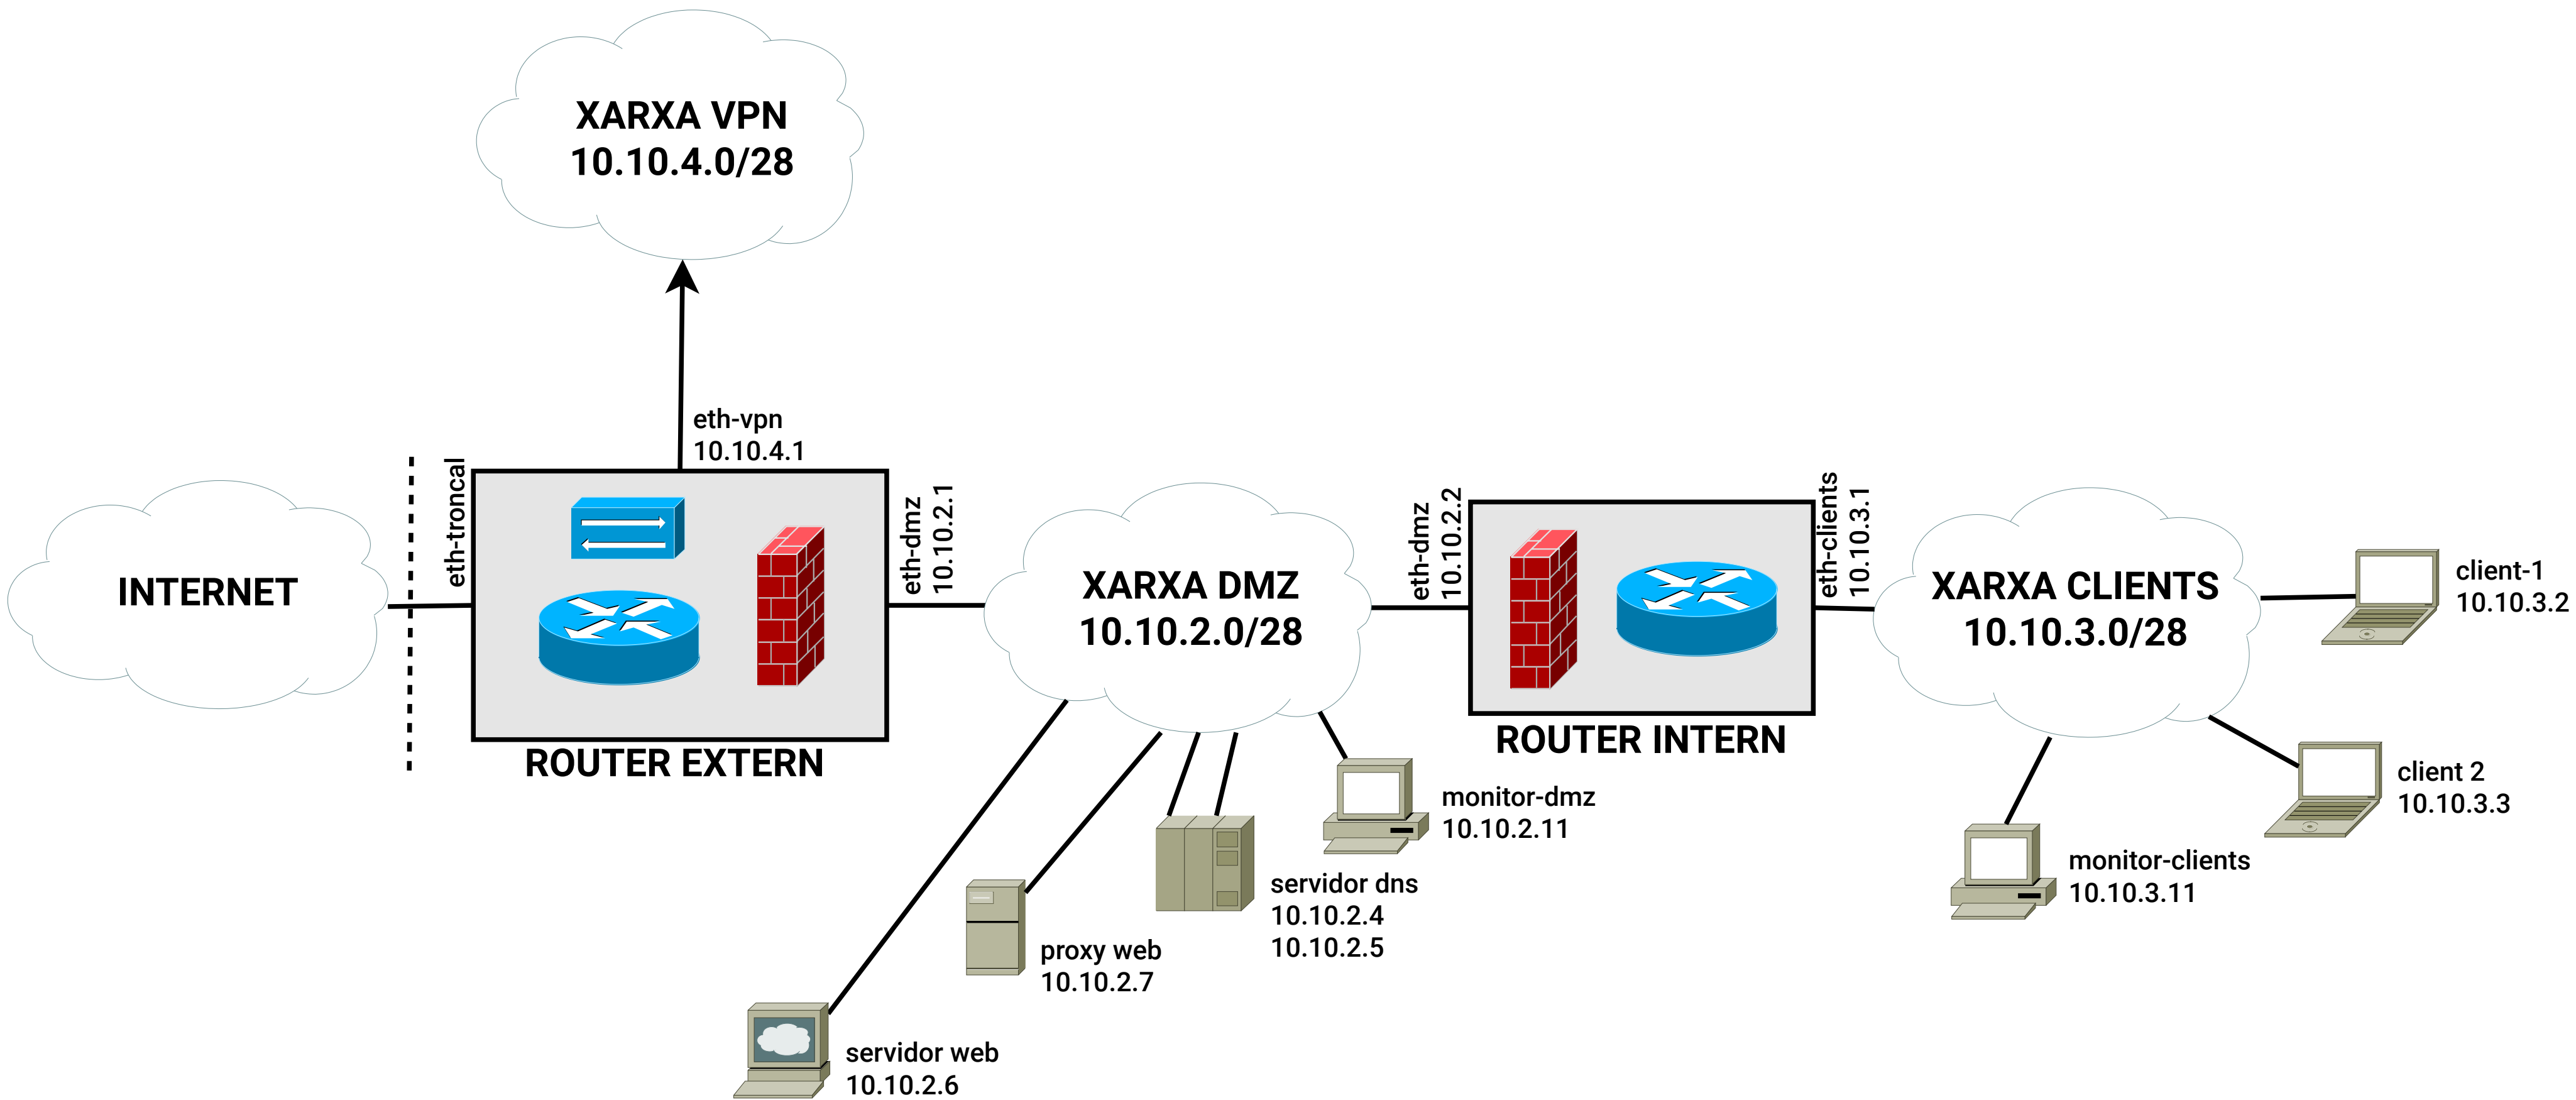 XARXA VPN
10.10.4.0/28
eth-vpn
10.10.4.1
eth-troncal
INTERNET
ROUTER EXTERN
eth-dmz
10.10.2.1
XARXA DMZ
10.10.2.0/28
eth-dmz
10.10.2.2
ROUTER INTERN
eth-clients
10.10.3.1
XARXA CLIENTS
10.10.3.0/28
client-1
10.10.3.2
client 2
10.10.3.3
monitor-clients
10.10.3.11
monitor-dmz
10.10.2.11
servidor dns
10.10.2.4
10.10.2.5
proxy web
10.10.2.7
servidor web
10.10.2.6